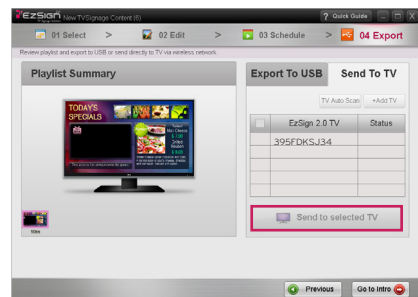 EZSIGN New TVSignage Content (6)
? Quick Guide
01 Select > 02 Edit > 03 Schedule > 04 Export
Review playlist and export to USB or send directly to TV via wireless network.
Playlist Summary
TODAY'S
SPECIALS
Export To USB
Send To TV
TV Auto Scan
+Add TV
EzSign 2.0 TV
Status
395FDKSJ34
Send to selected TV
Previous
Go to Intro